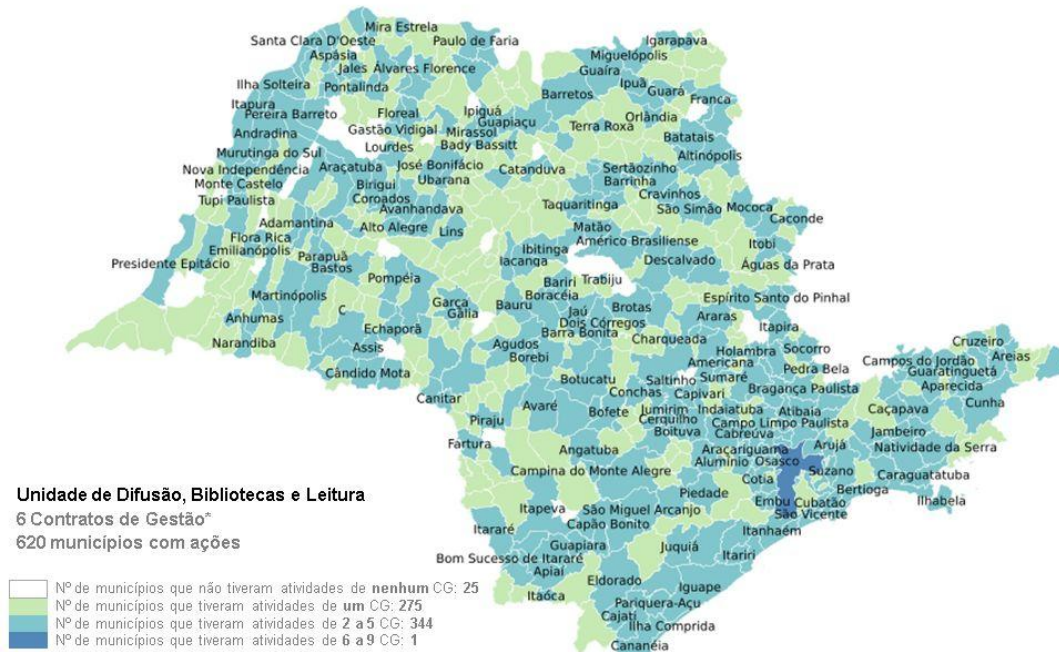 Mira Estrela
Santa Clara D'Oeste
Paulo de Faria
Igarapava
Aspásia
Miguelópolis
Jales Álvares Florence
Guaíra
Ilha Solteira
Pontalinda
Ipuã
Barretos
Guará
Franca
Itapura
Ipiguá
Pereira Barreto
Floreal
Guapiaçu
Orlândia
Andradina
Gastão Vidigal
Mirassol
Terra Roxa
Batatais
Lourdes
Bady Bassitt
Murutinga do Sul
Altinópolis
Nova Independência
Araçatuba
José Bonifácio
Catanduva
Sertãozinho
Monte Castelo
Birigui
Ubarana
Barrinha
Tupi Paulista
Coroados
Cravinhos
Avanhandava
Taquaritinga
São Simão
Mococa
Adamantina
Caconde
Alto Alegre
Lins
Matão
Flora Rica
Ibitinga
Américo Brasiliense
Itobi
Emilianópolis
Parapuã
Iacanga
Descalvado
Presidente Epitácio
Bastos
Águas da Prata
Pompéia
Bariri
Trabiju
Martinópolis
Garça
Boracéia
Espírito Santo do Pinhal
C
Gália
Bauru
Jaú
Brotas
Anhumas
Echaporã
Dois Córregos
Araras
Barra Bonita
Itapira
Narandiba
Assis
Agudos
Charqueada
Cruzeiro
Borebi
Holambra
Socorro
Areias
Cândido Mota
Americana
Campos do Jordão
Botucatu
Saltinho
Sumaré
Pedra Bela
Guaratinguetá
Canitar
Conchas
Capivari
Bragança Paulista
Aparecida
Avaré
Bofete
Jumirim
Indaiatuba
Atibaia
Caçapava
Cunha
Piraju
Cerquilho
Campo Limpo Paulista
Boituva
Cabreúva
Jambeiro
Fartura
Angatuba
Araçariguama
Arujá
Natividade da Serra
Alumínio
Osasco
Campina do Monte Alegre
Suzano
Caraguatatuba
Cotia
Piedade
Bertioga
Embu
Cubatão
Ilhabela
Itapeva
São Miguel Arcanjo
São Vicente
Itararé
Capão Bonito
Itanhaém
Guapiara
Juquiá
Bom Sucesso de Itararé
Itariri
Apiaí
Eldorado
Iguape
Itaóca
Pariquera-Açu
Cajati
Ilha Comprida
Cananéia
Unidade de Difusão, Bibliotecas e Leitura
6 Contratos de Gestão*
620 municípios com ações
Nº de municípios que não tiveram atividades de nenhum CG: 25
Nº de municípios que tiveram atividades de um CG: 275
Nº de municípios que tiveram atividades de 2 a 5 CG: 344
Nº de municípios que tiveram atividades de 6 a 9 CG: 1